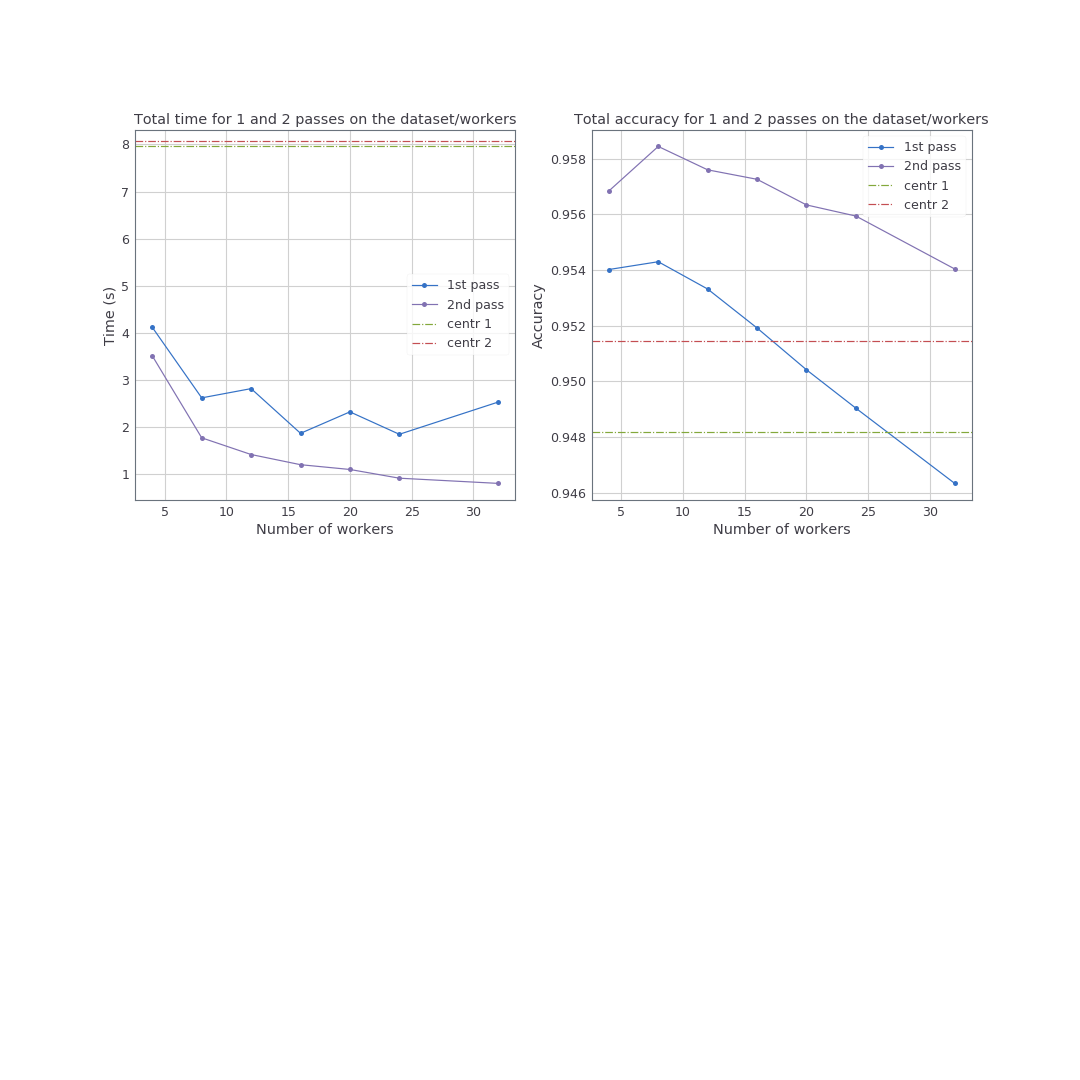 Total time for 1 and 2 passes on the dataset/workers
8
7
6
5
4
3
2
1
Time (s)
1st pass
2nd pass
centr 1
centr 2
5 10 15 20 25 30
Number of workers
Total accuracy for 1 and 2 passes on the dataset/workers
0.958
0.956
0.954
0.952
0.950
0.948
0.946
Accuracy
1st pass
2nd pass
centr 1
centr 2
5 10 15 20 25 30
Number of workers